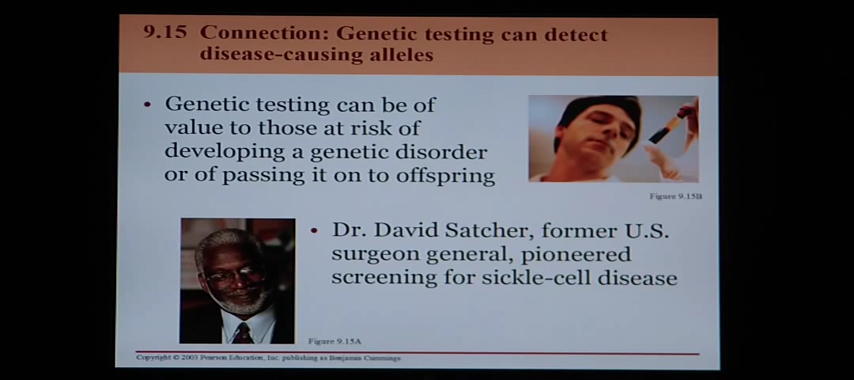 9.15 Connection: Genetic testing can detect
disease-causing alleles
• Genetic testing can be of
value to those at risk of
developing a genetic disorder
or of passing it on to offspring
Figure 9.15B
• Dr. David Satcher, former U.S.
surgeon general, pioneered
screening for sickle-cell disease
Figure 9.15A
Copyright © 2003 Pearson Education, Inc. publishing as Benjamin Cummings